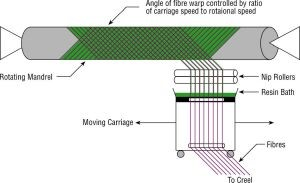 Angle of fibre warp controlled by ratio
of carriage speed to rotaional speed
Rotating Mandrel
Nip Rollers
Resin Bath
Moving Carriage
Fibres
To Creel